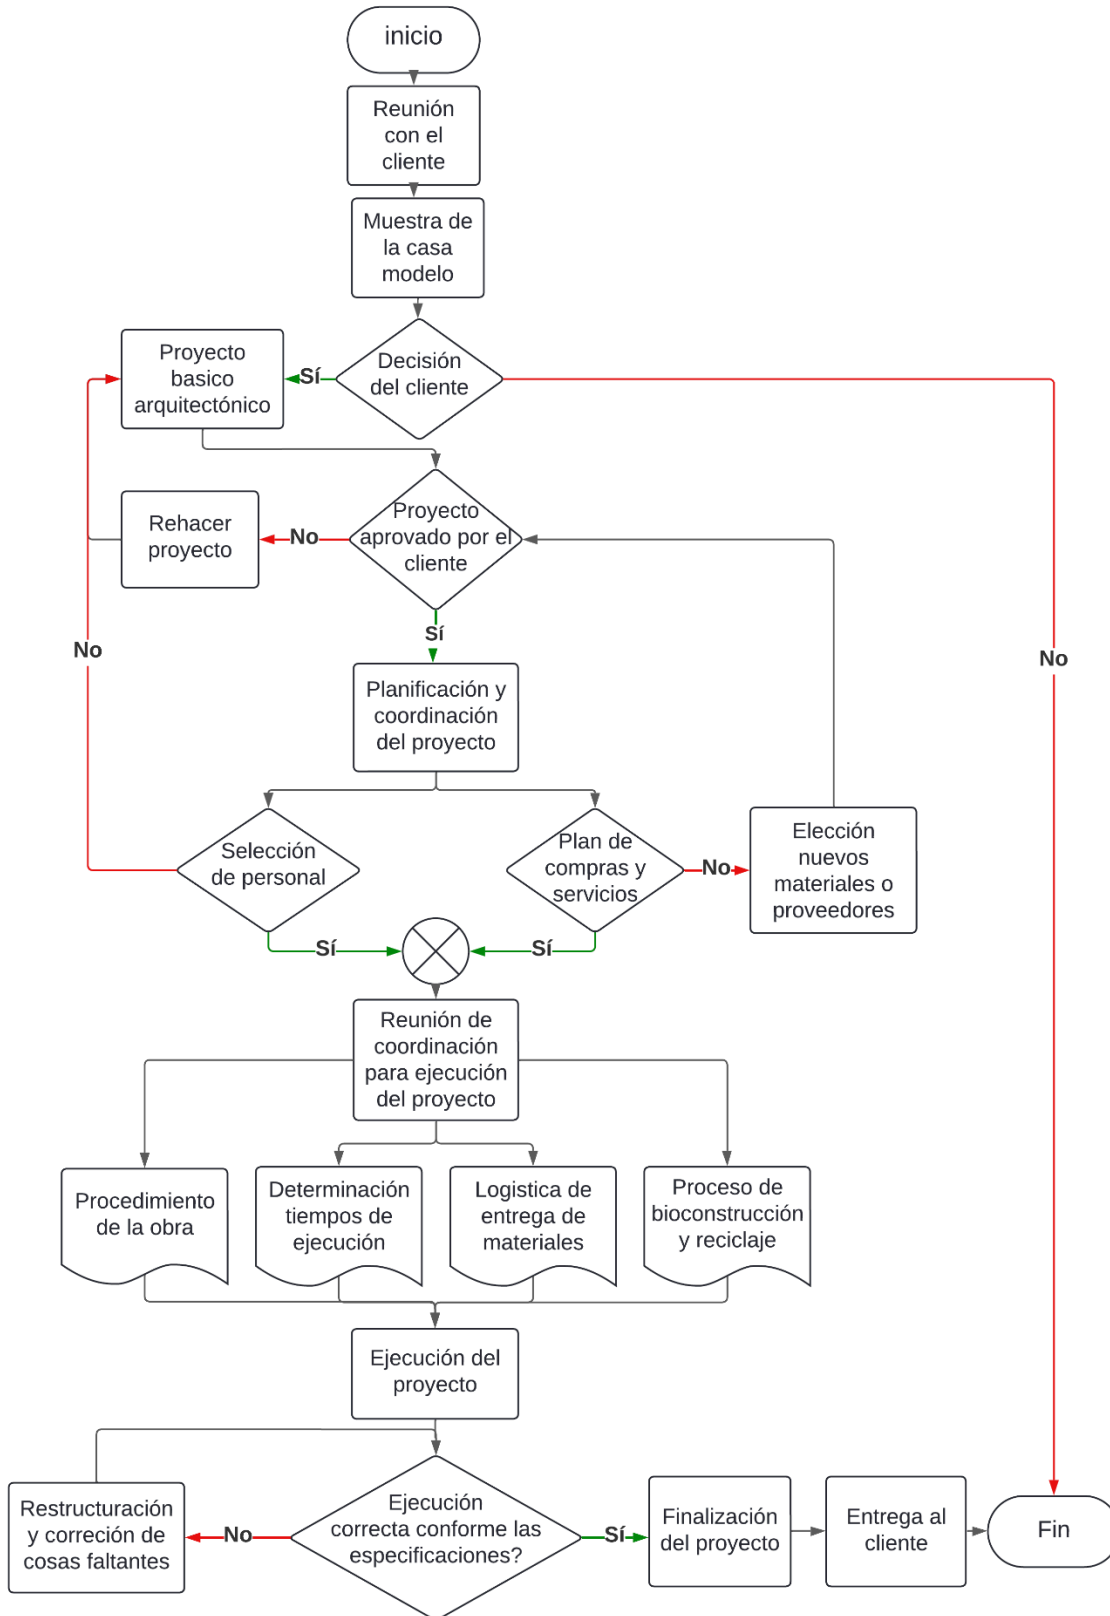 inicio
Reunión
con el
cliente
Muestra de
la casa
modelo
Proyecto
basico
arquitectónico
Sí
Decisión
del cliente
Rehacer
proyecto
No
Proyecto
aprovado por el
cliente
Sí
No
No
Planificación y
coordinación
del proyecto
Selección
de personal
Plan de
compras y
servicios
No
Elección
nuevos
materiales o
proveedores
Sí
Sí
Reunión de
coordinación
para ejecución
del proyecto
Procedimiento
de la obra
Determinación
tiempos de
ejecución
Logistica de
entrega de
materiales
Proceso de
bioconstrucción
y reciclaje
Ejecución del
proyecto
Restructuración
y correción de
cosas faltantes
No
Ejecución
correcta conforme las
especificaciones?
Sí
Finalización
del proyecto
Entrega al
cliente
Fin